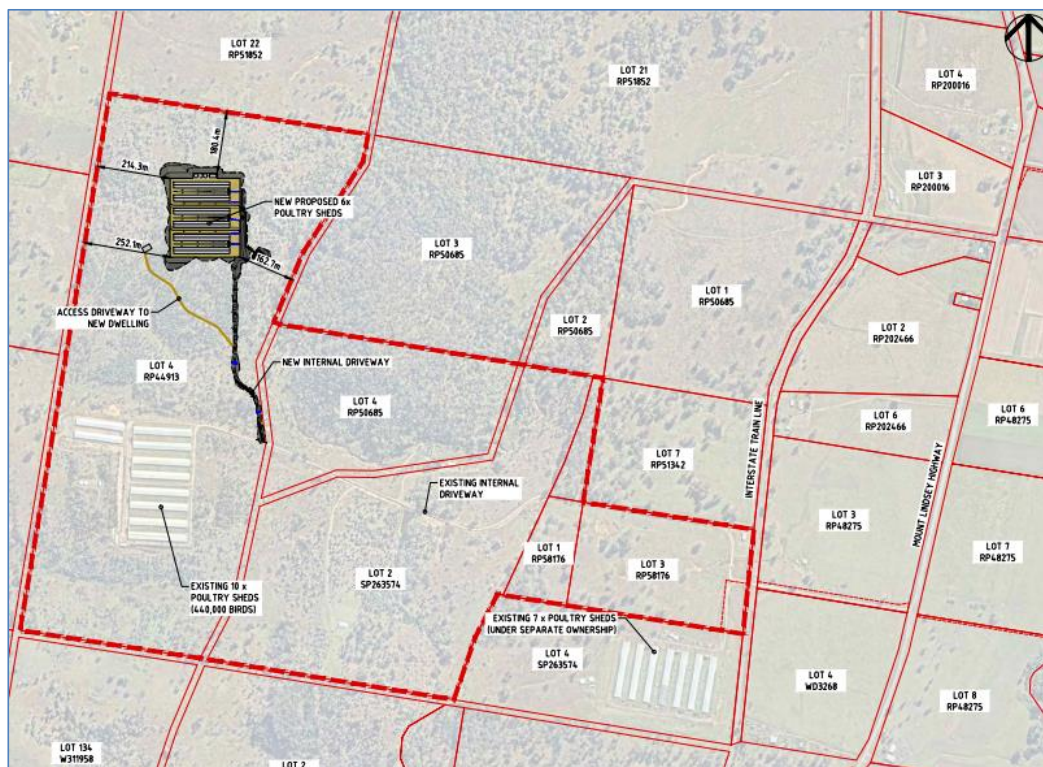 LOT 22
RP51852
LOT 21
RP51852
LOT 4
RP200016
180.4m
214.3m
LOT 3
RP200016
NEW PROPOSED 6x
POULTRY SHEDS
252.1m
162.7m
LOT 3
RP50685
LOT 1
RP50685
ACCESS DRIVEWAY TO
NEW DWELLING
LOT 2
RP50685
LOT 2
RP202466
LOT 4
RP44913
NEW INTERNAL DRIVEWAY
LOT 4
RP50685
LOT 6
RP202466
LOT 6
RP48275
LOT 7
RP51342
INTERSTATE TRAIN LINE
MOUNT LINDSEY HIGHWAY
EXISTING INTERNAL
DRIVEWAY
LOT 3
RP48275
LOT 7
RP48275
LOT 1
RP58176
LOT 3
RP58176
LOT 2
SP263574
EXISTING 10 x
POULTRY SHEDS
(440,000 BIRDS)
EXISTING 7 x POULTRY SHEDS
(UNDER SEPARATE OWNERSHIP)
LOT 4
SP263574
LOT 4
WD3268
LOT 8
RP48275
LOT 134
W311958
LOT 2